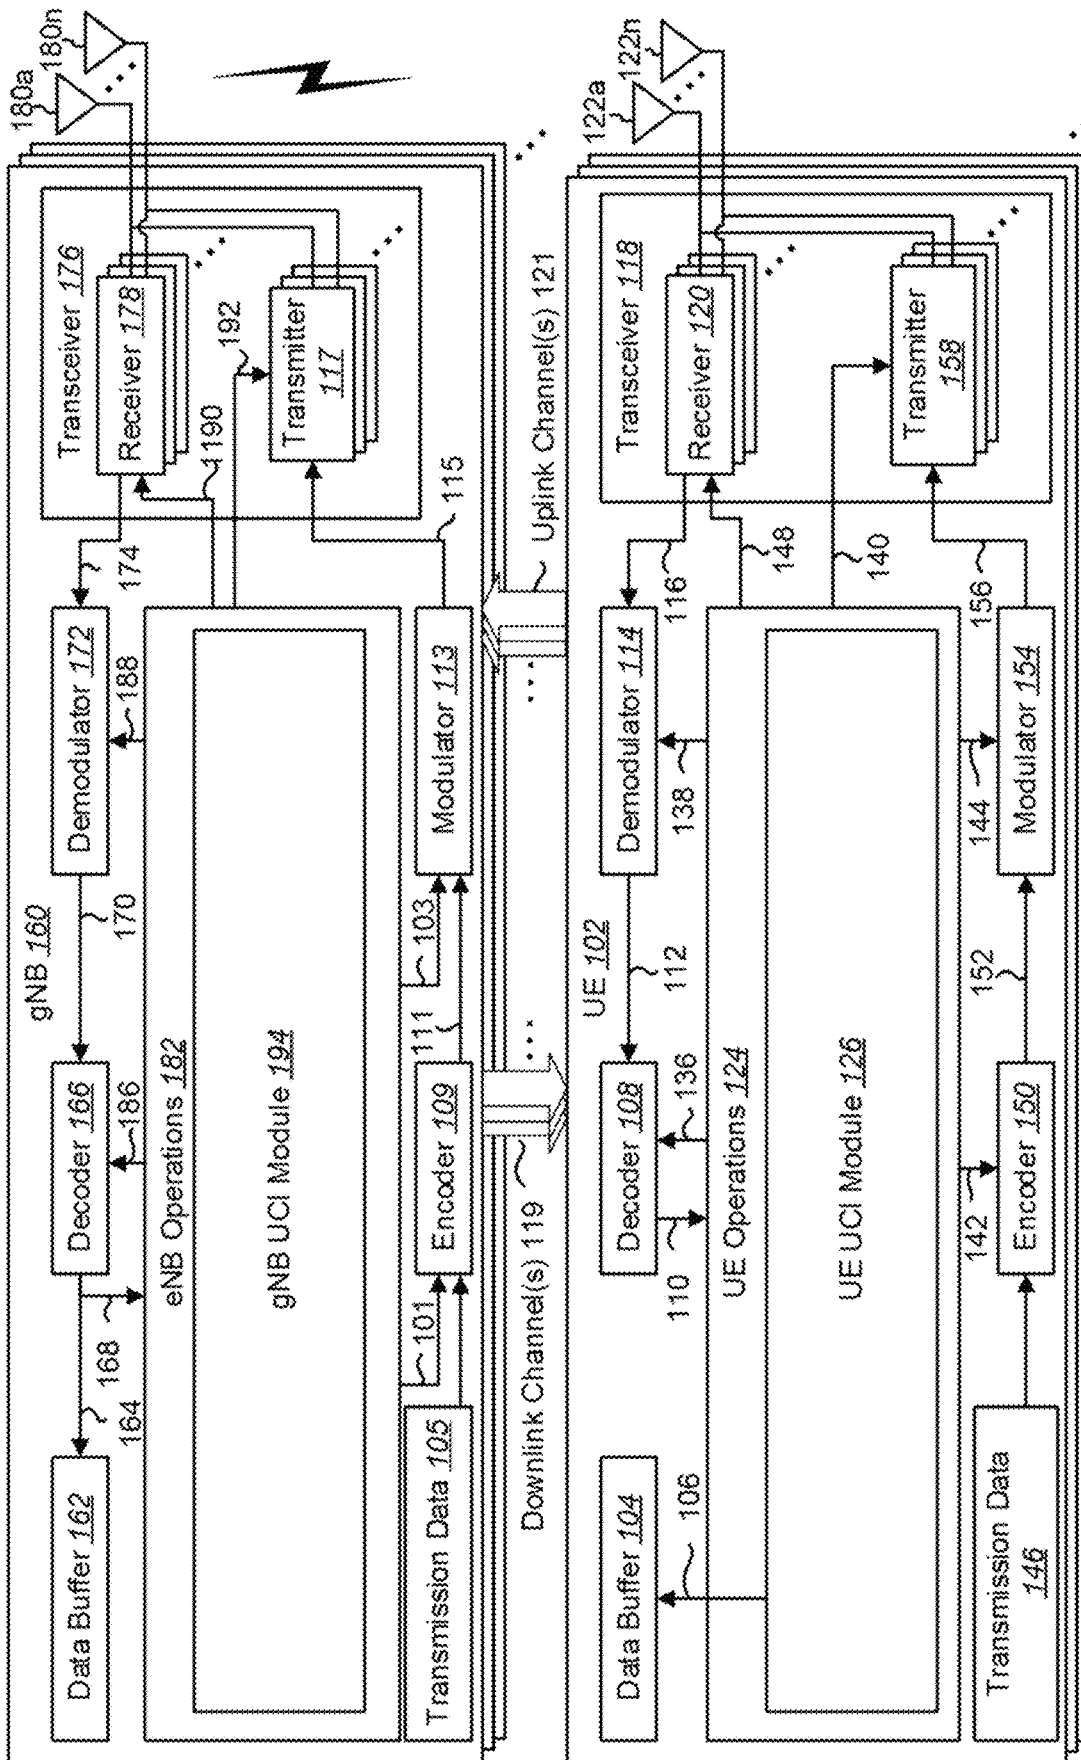 gNB 160
180a
180n
Data Buffer 162
164
168
Decoder 166
186
170
Demodulator 172
188
174
Transceiver 176
Receiver 178
1190
192
Transmitter
117
eNB Operations 182
gNB UCI Module 194
Transmission Data 105
101
Encoder 109
111
103
Modulator 113
115
Downlink Channel(s) 119
Uplink Channel(s) 121
UE 102
122a
122n
Data Buffer 104
106
Decoder 108
110
136
112
Demodulator 114
138
116
Transceiver 118
Receiver 120
148
140
Transmitter
158
UE Operations 124
UE UCI Module 126
Transmission Data
146
142
Encoder 150
152
144
Modulator 154
156